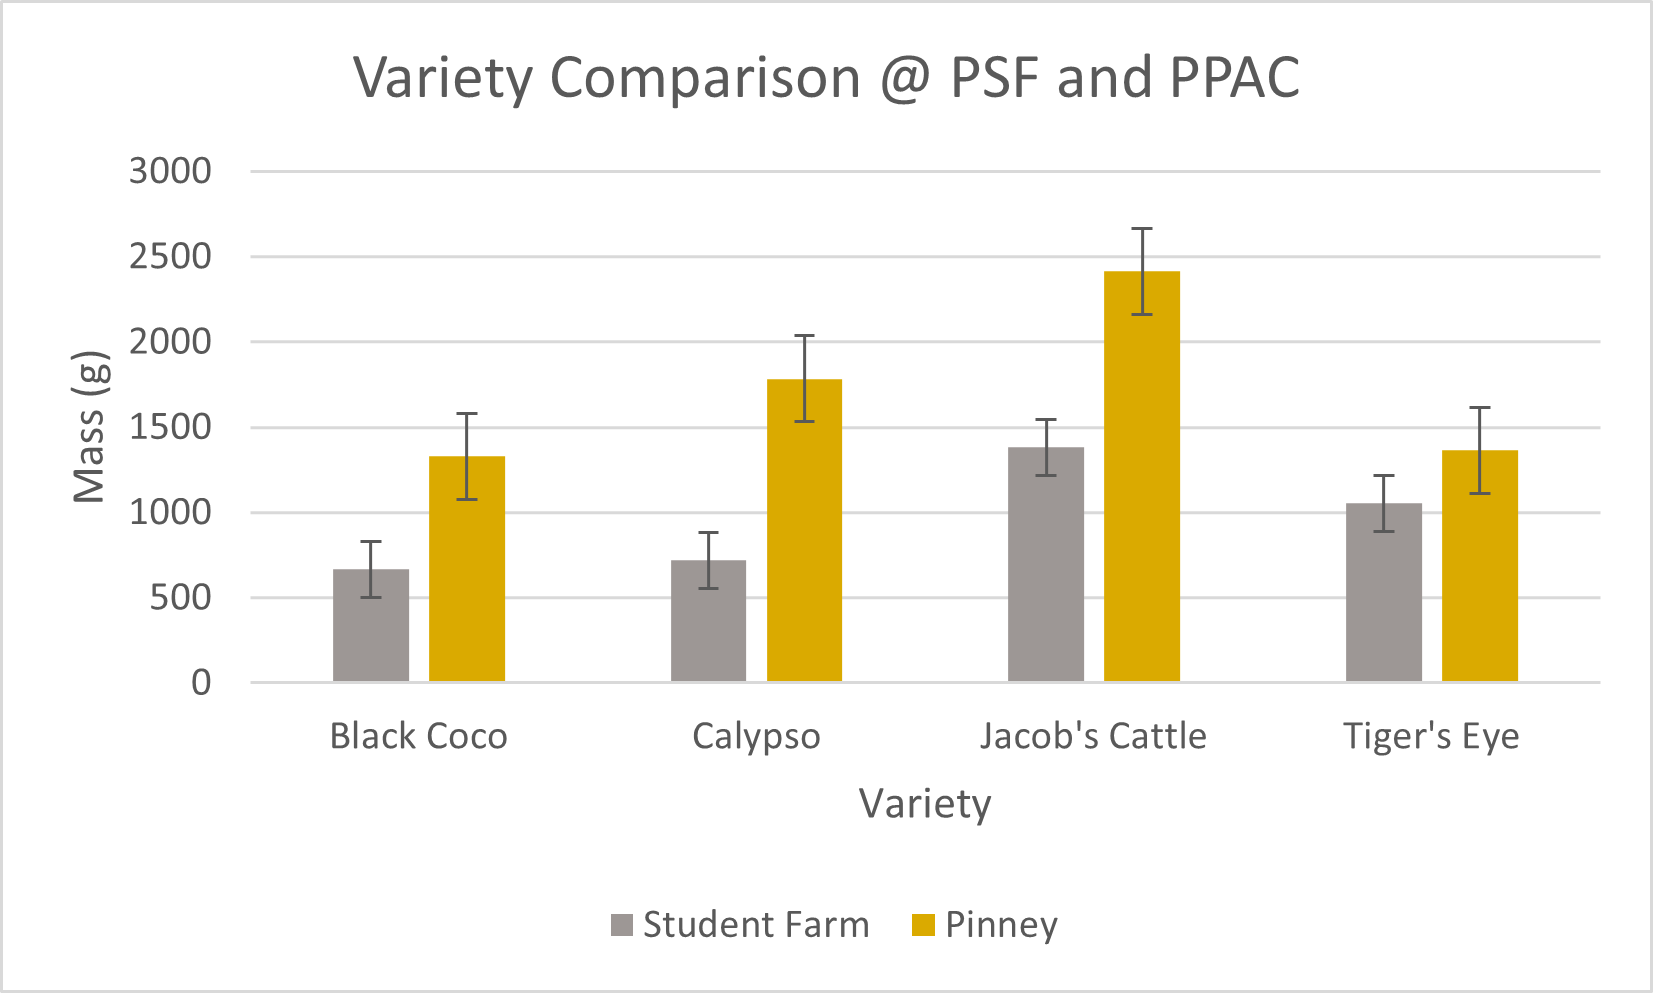 Variety Comparison @ PSF and PPAC
3000
2500
2000
1500
1000
500
0
Mass (g)
Black Coco Calypso Jacob's Cattle Tiger's Eye
Variety
Student Farm Pinney